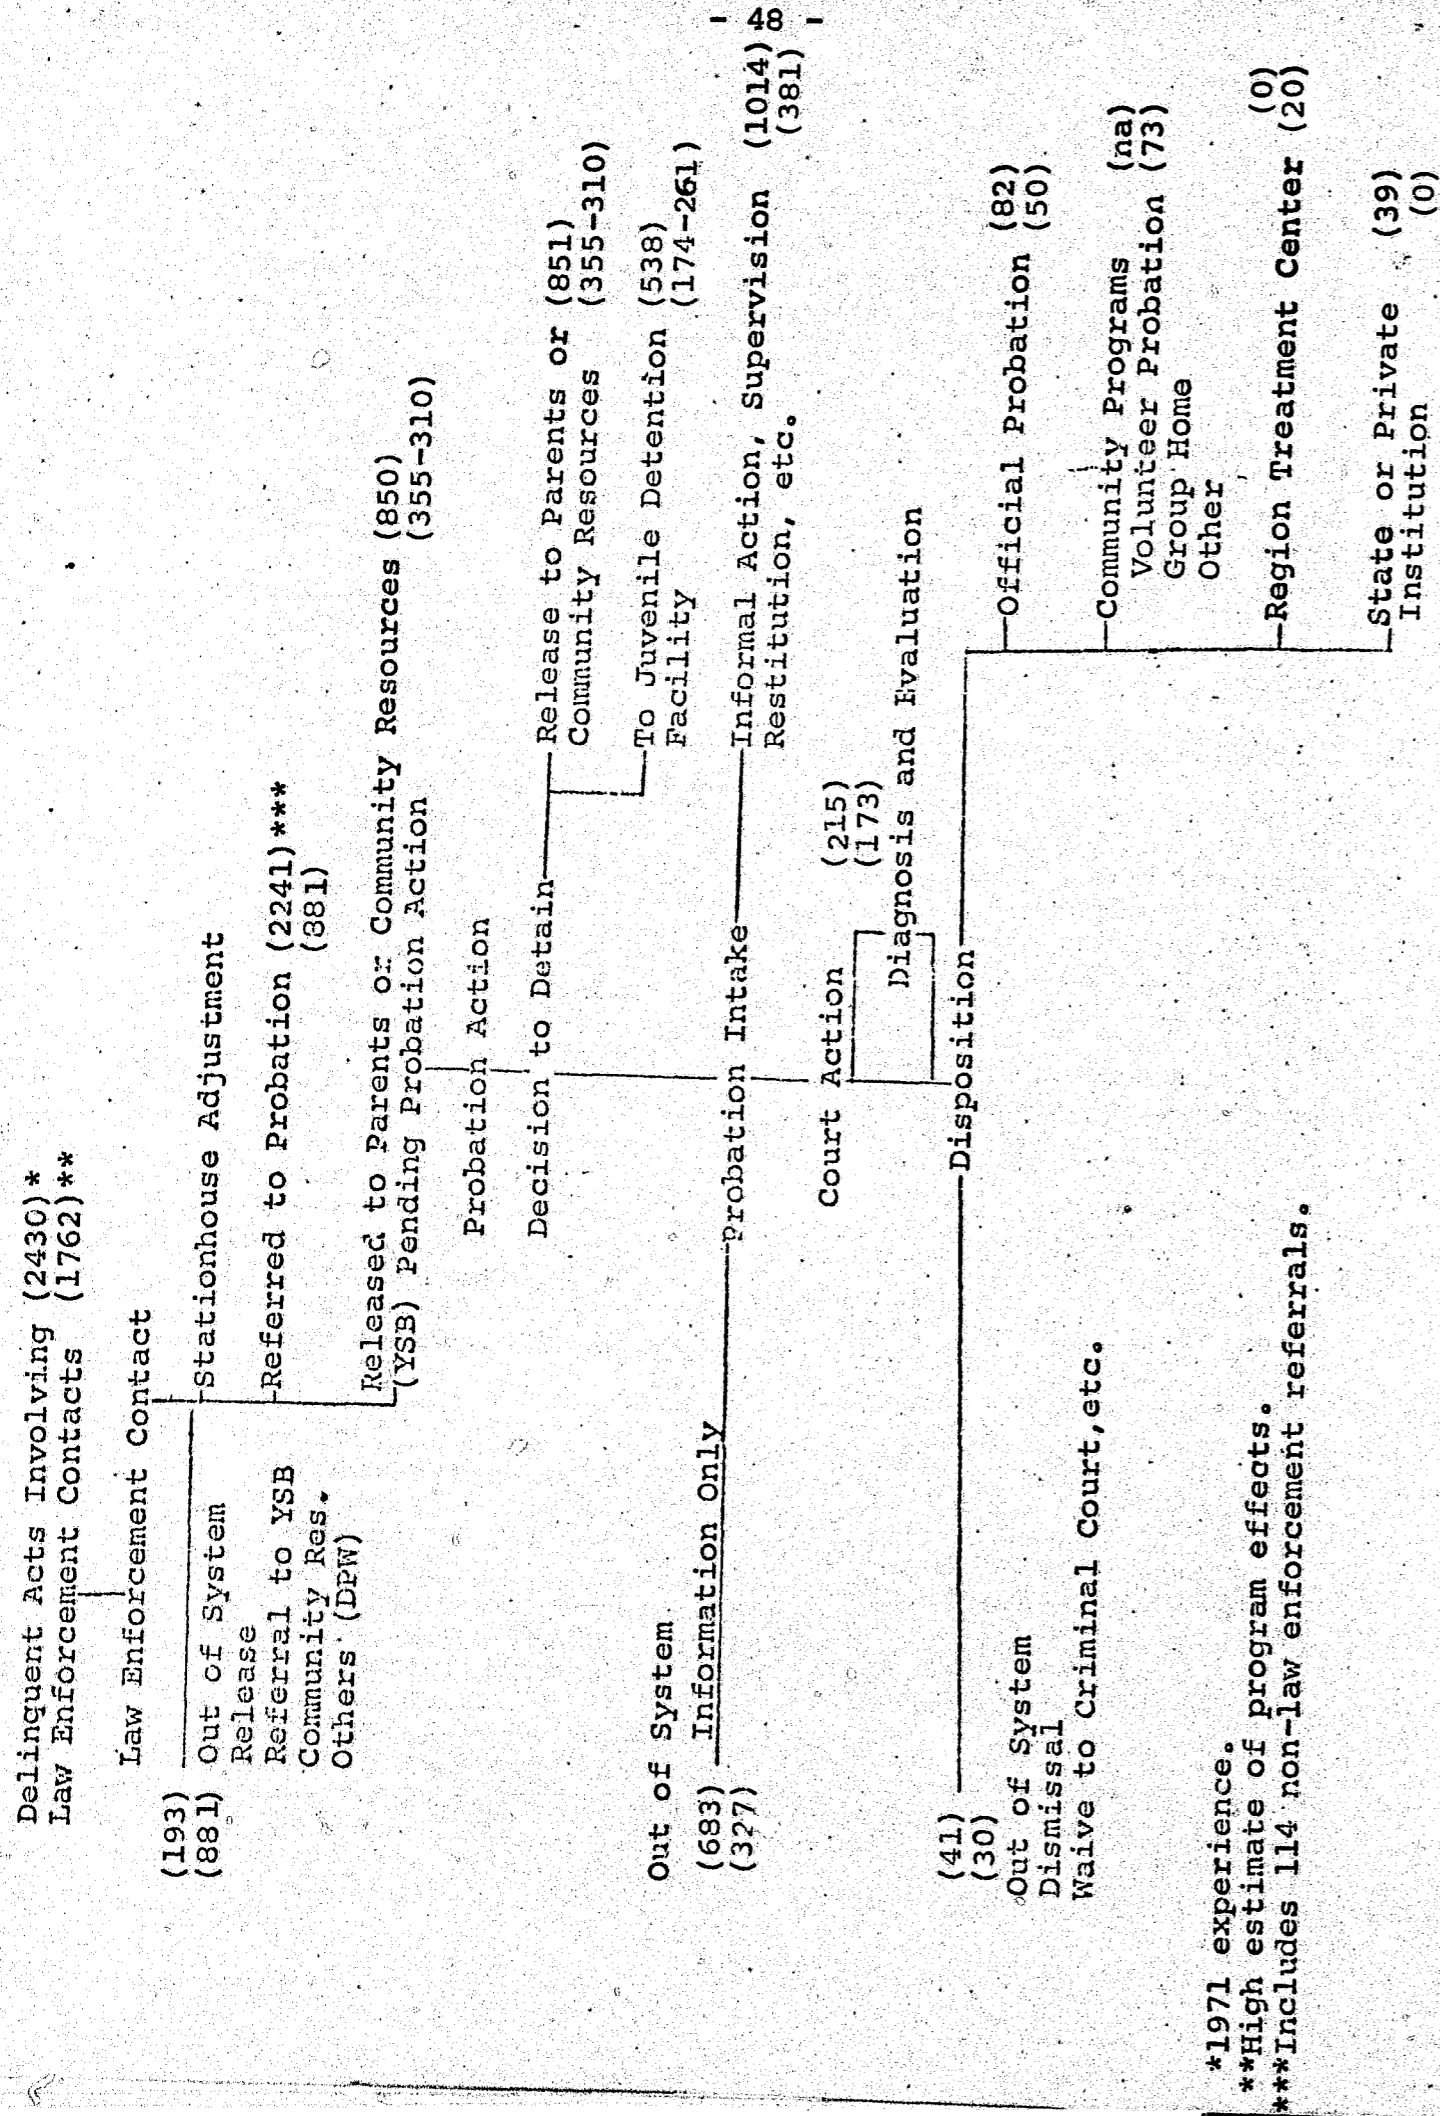 - 48 -
Delinquent Acts Involving (2430)*
Law Enforcement Contacts (1762)**
Law Enforcement Contact
(193)
(881) Out of System
Release
Referral to YSB
Community Res.
Others (DPW)
Stationhouse Adjustment
Referred to Probation (2241)***
(881)
Released to Parents or Community Resources (850)
(YSB) Pending Probation Action (355-310)
Probation Action
Decision to Detain
Release to Parents or (851)
Community Resources (355-310)
To Juvenile Detention (538)
Facility (174-261)
Out of System
(683) Information Only
(327)
Probation Intake
Informal Action, Supervision (1014)
Restitution, etc. (381)
Court Action (215)
(173)
Diagnosis and Evaluation
Disposition
(41)
(30)
Out of System
Dismissal
Waive to Criminal Court,etc.
Official Probation (82)
(50)
Community Programs (na)
Volunteer Probation (73)
Group Home
Other
(0)
Region Treatment Center (20)
State or Private (39)
Institution (0)
*1971 experience.
**High estimate of program effects.
***Includes 114 non-law enforcement referrals.